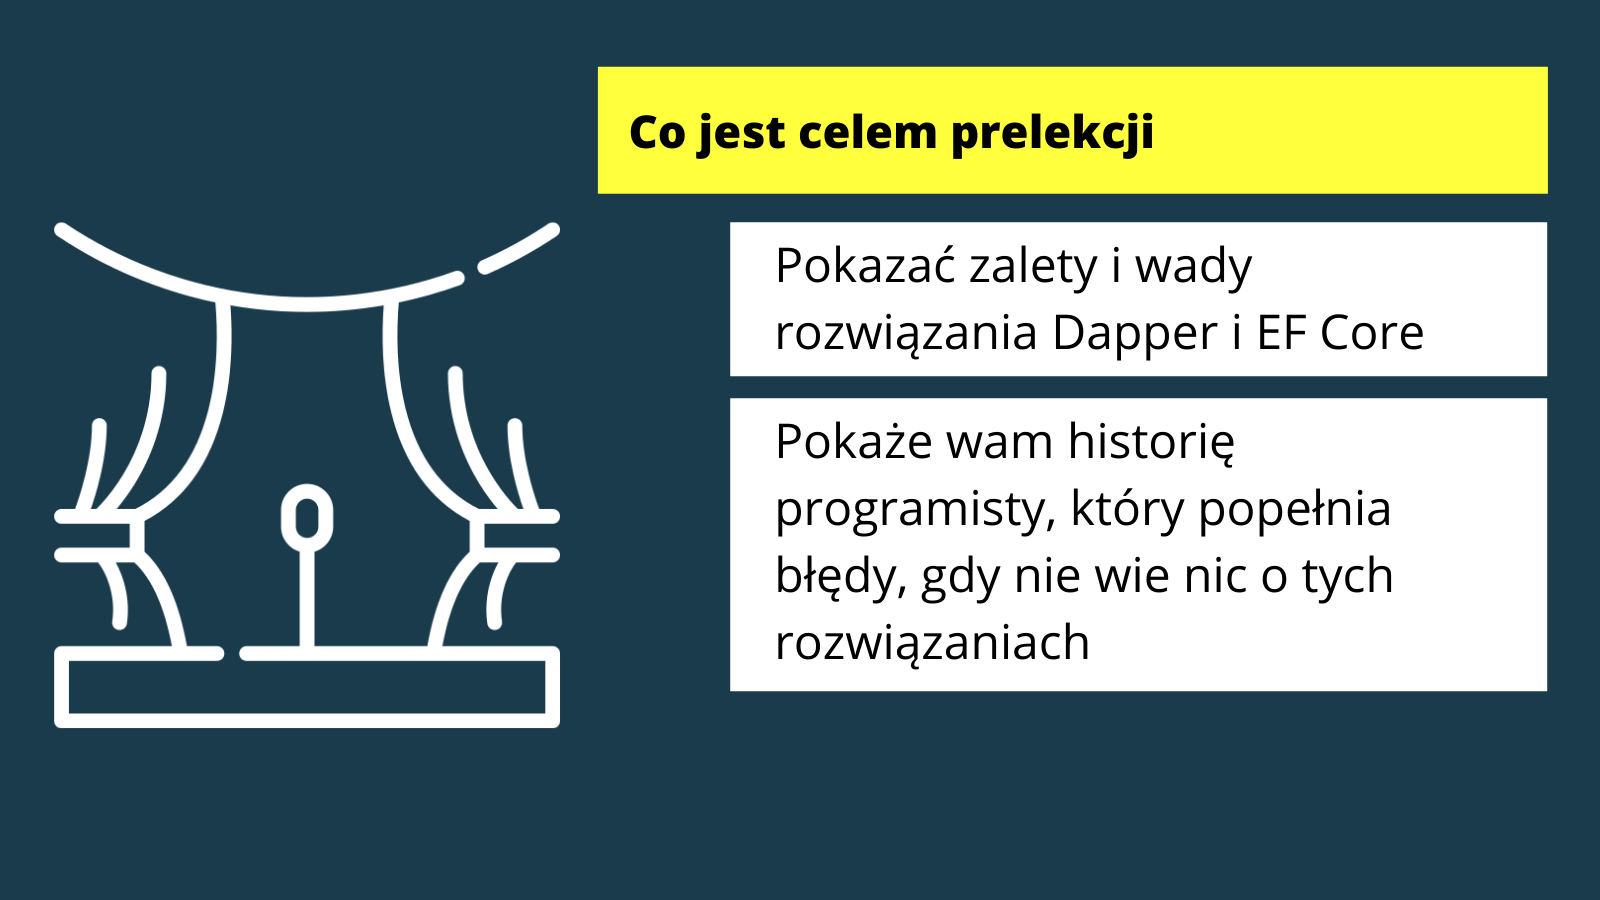 Co jest celem prelekcji
Pokazać zalety i wady
rozwiązania Dapper i EF Core
Pokaże wam historię
programisty, który popełnia
błędy, gdy nie wie nic o tych
rozwiązaniach